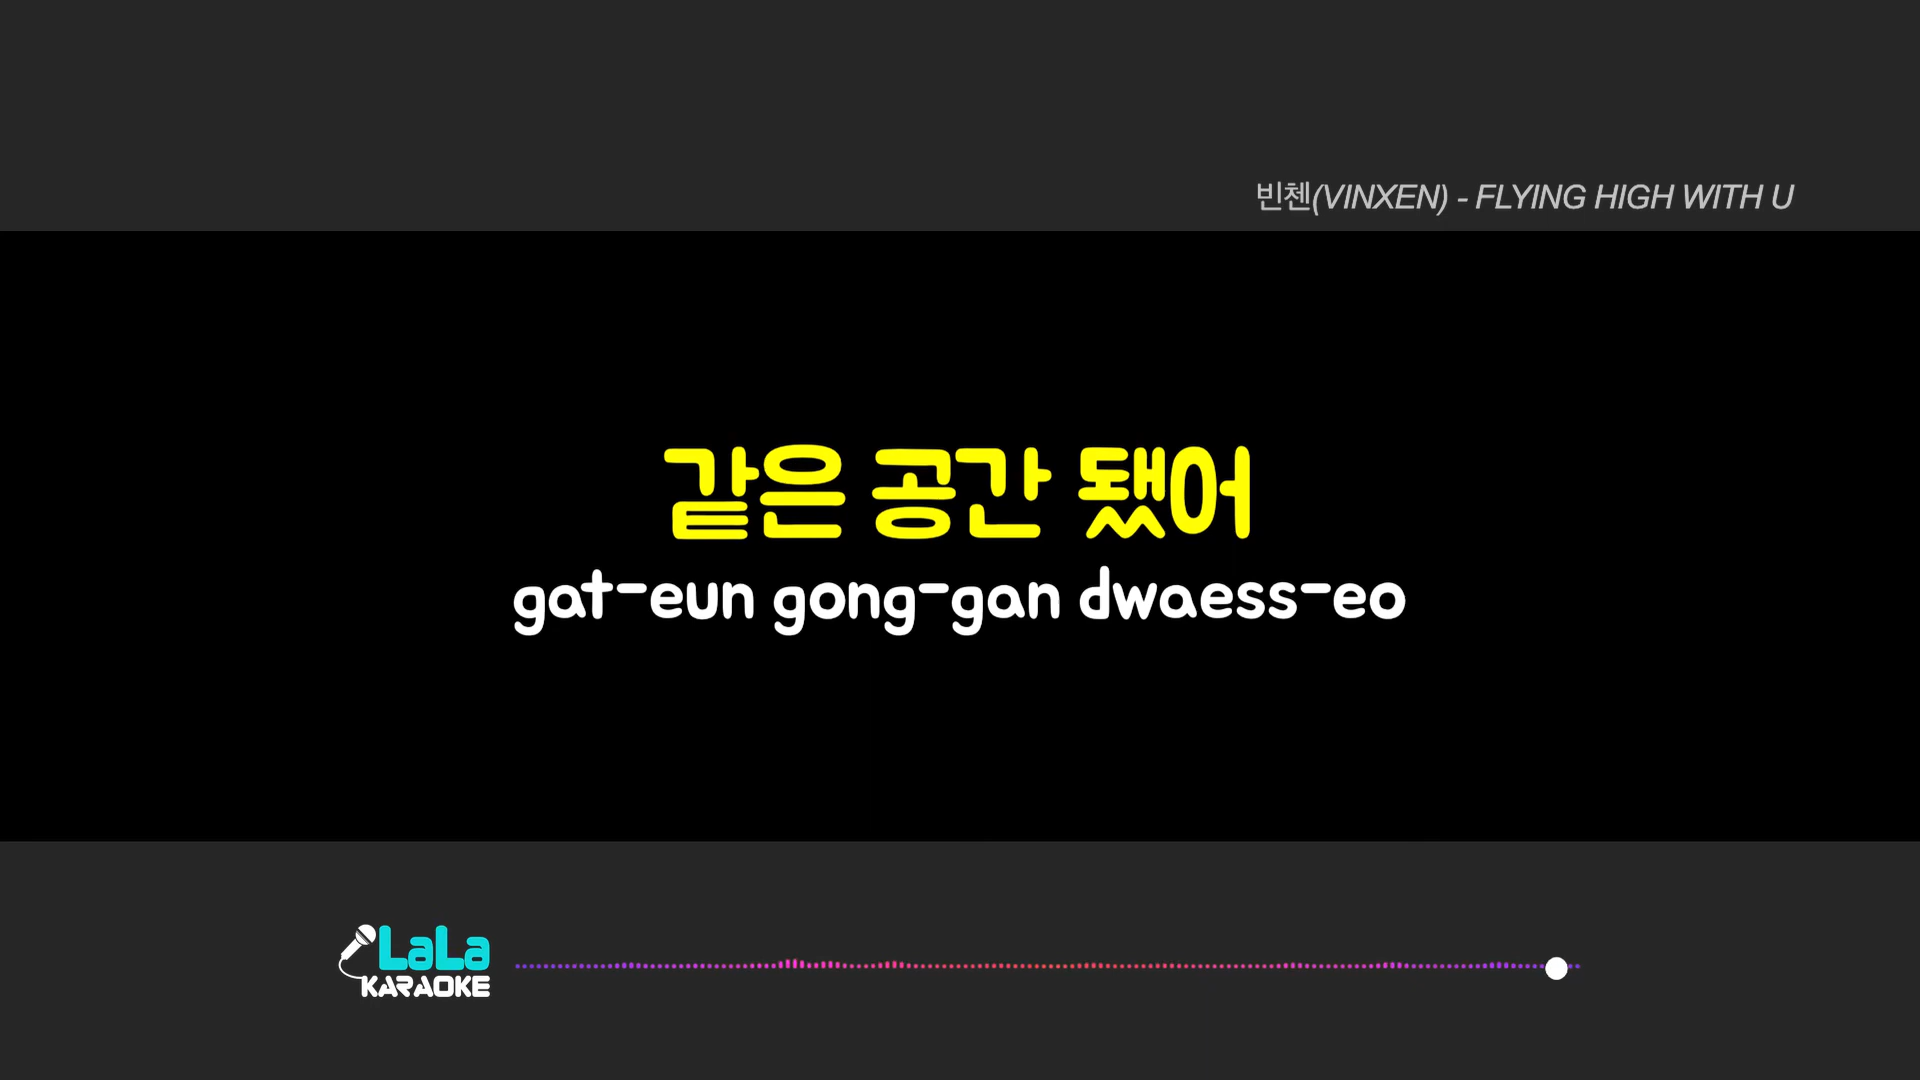 빈첸(VINXEN) - FLYING HIGH WITH U
같은 공간 됐어
gat-eun gong-gan dwaess-eo
LaLa
KARAOKE